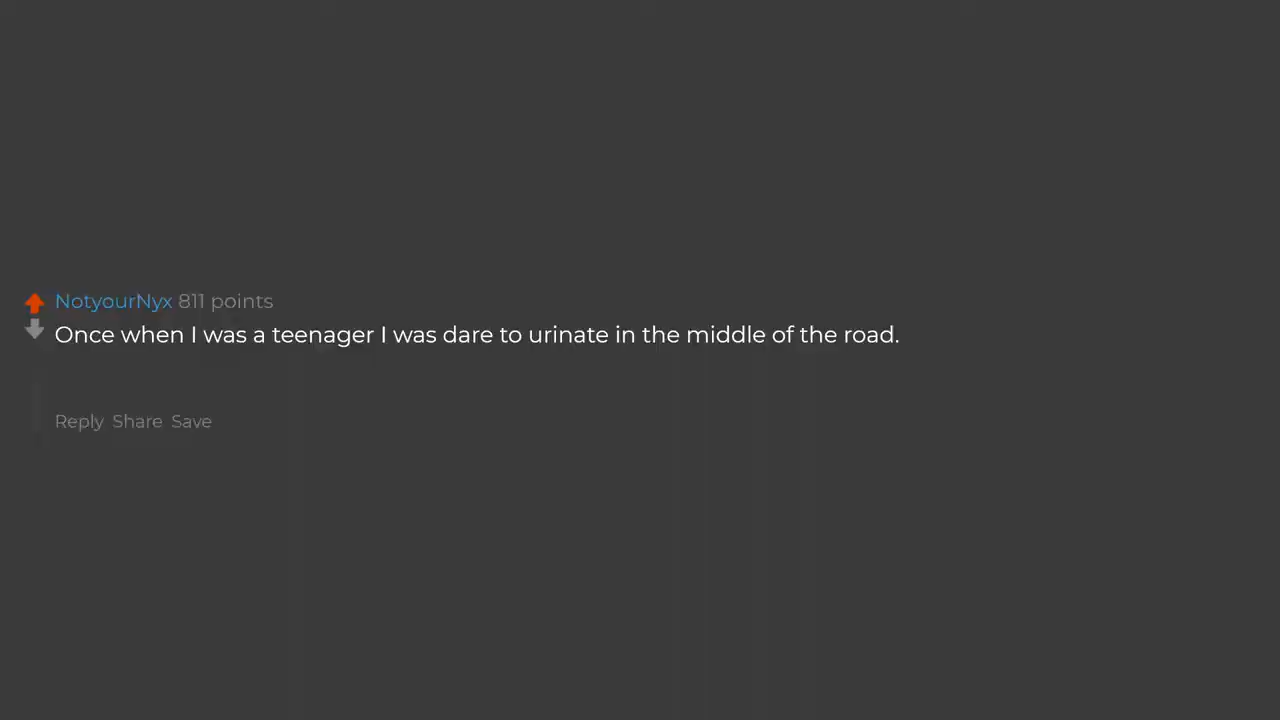 NotyourNyx 811 points
Once when I was a teenager I was dare to urinate in the middle of the road.
Reply Share Save